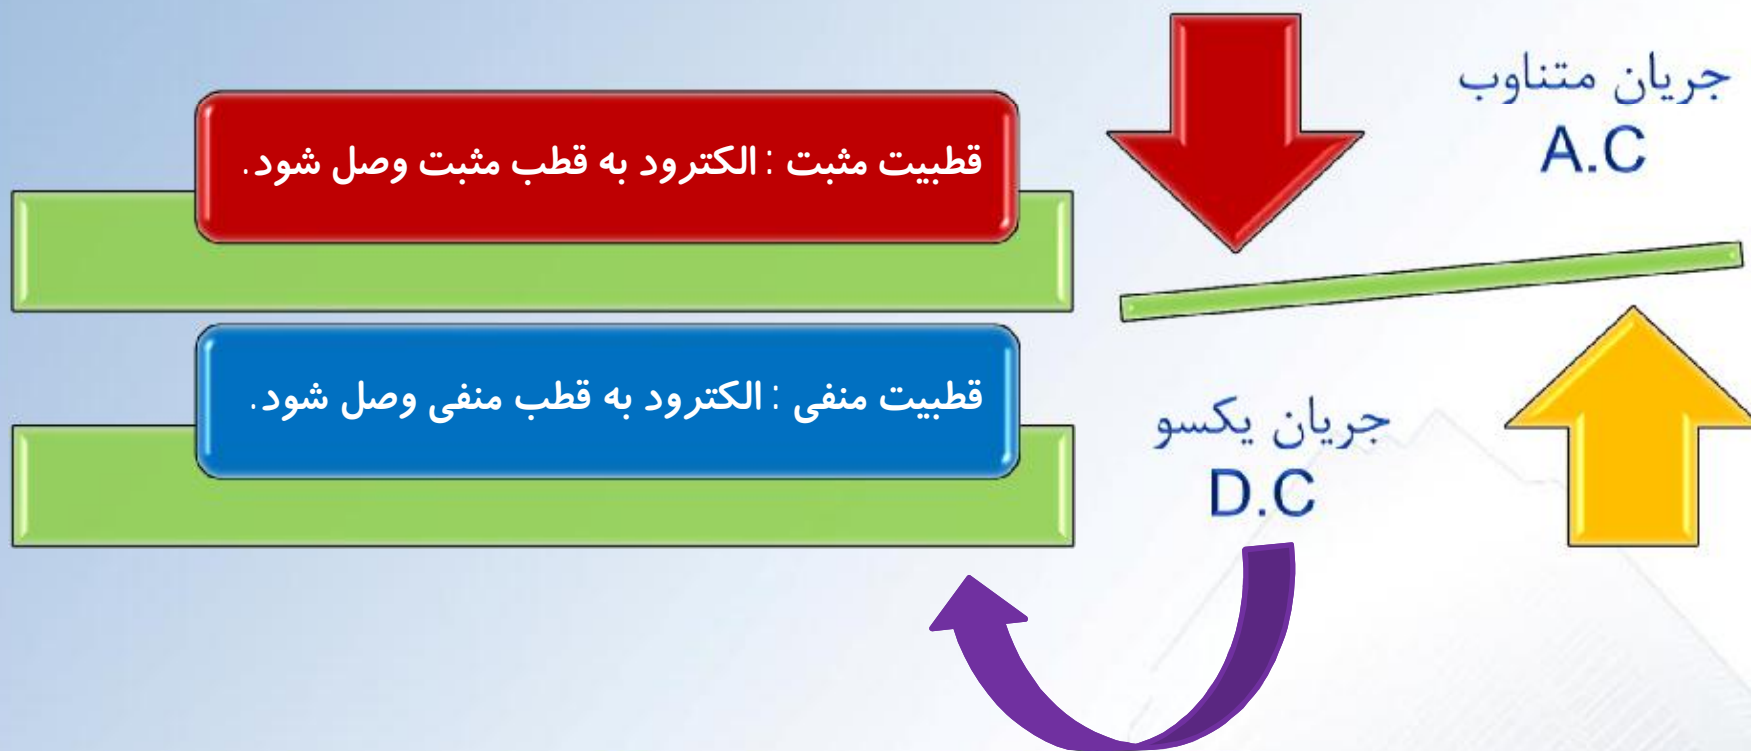 جریان متناوب
A.C
قطبیت مثبت : الکترود به قطب مثبت وصل شود.
قطبیت منفی : الکترود به قطب منفی وصل شود.
جریان یکسو
D.C